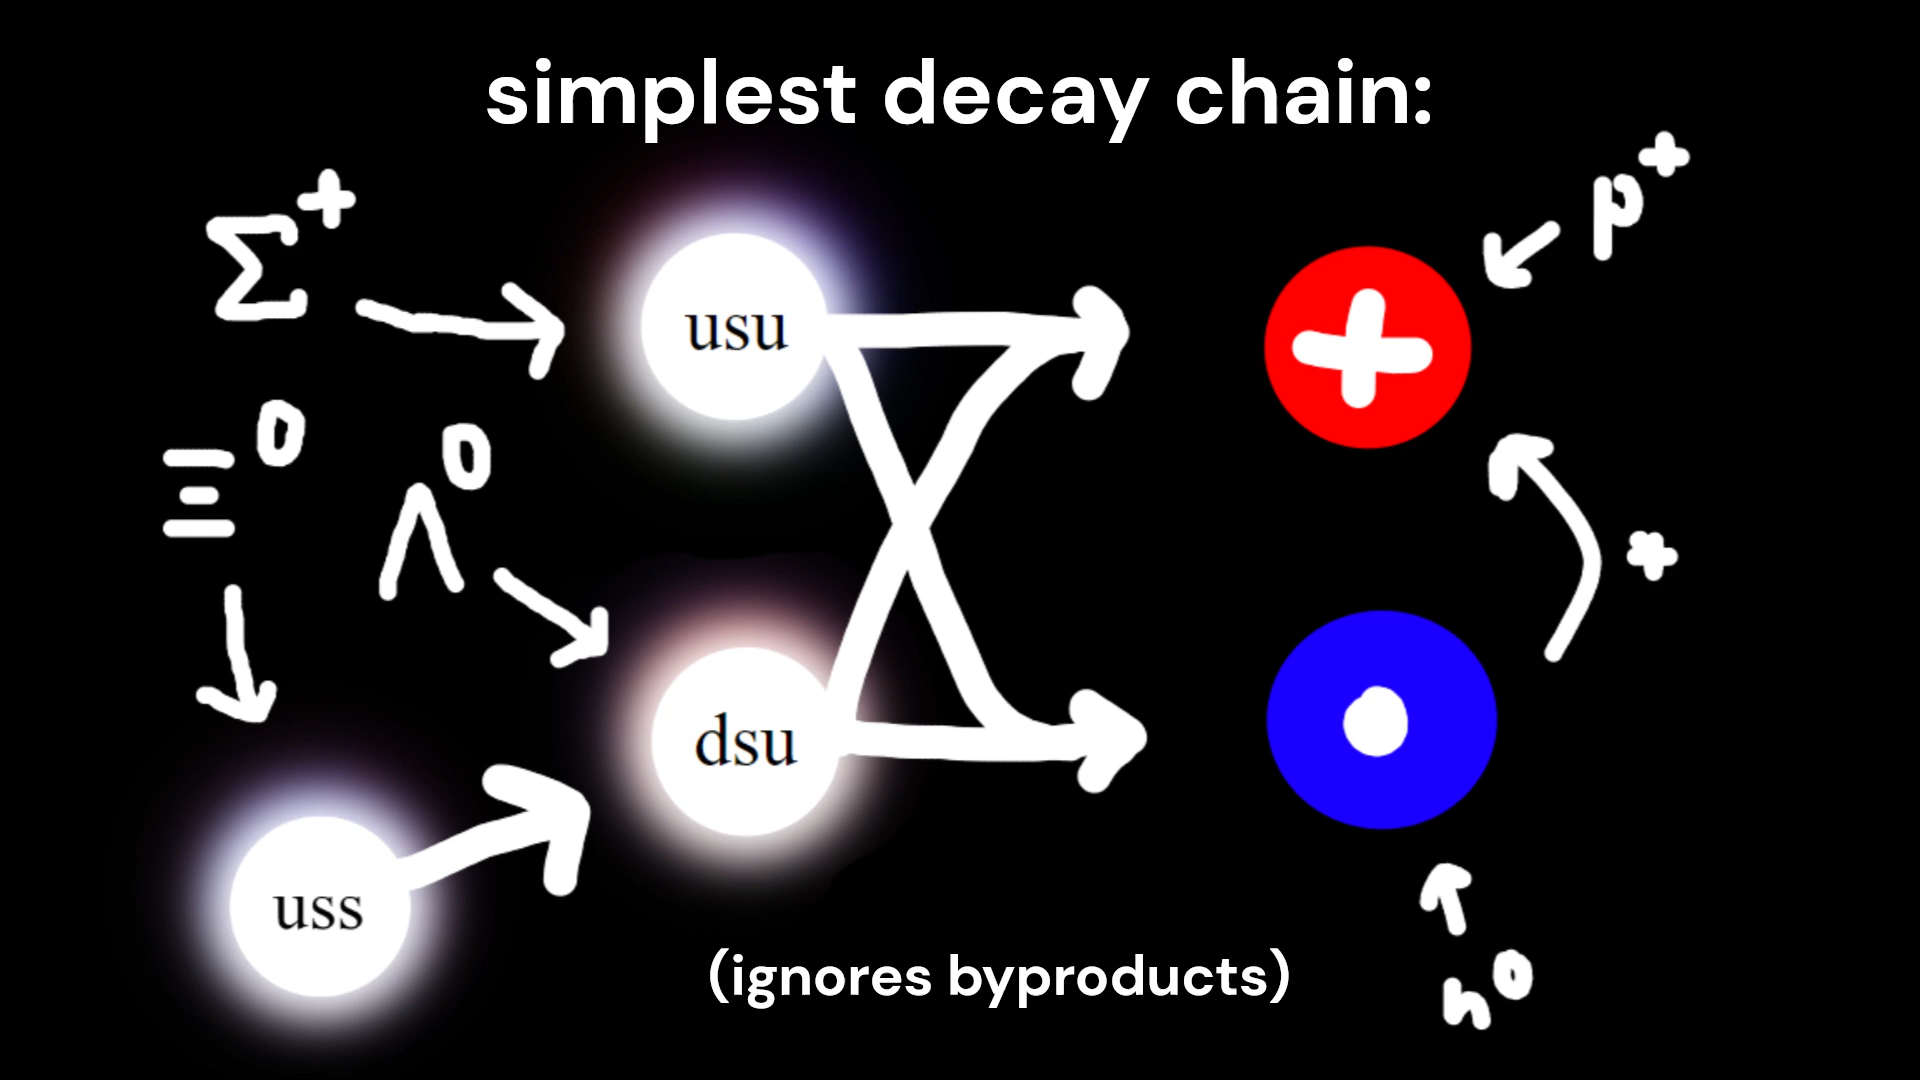 simplest decay chain:
Σ⁺
p⁺
usu
+
Ξ⁰
Λ⁰
*
dsu
uss
(ignores byproducts)
n⁰